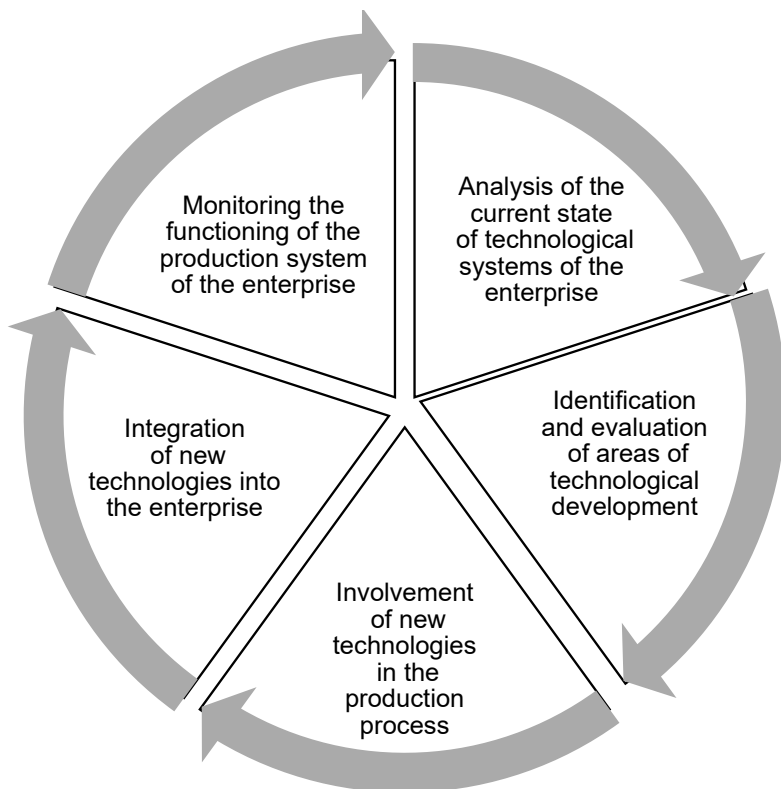 Analysis of the
current state
of technological
systems of the
enterprise
Identification
and evaluation
of areas of
technological
development
Involvement
of new
technologies
in the
production
process
Integration
of new
technologies into
the enterprise
Monitoring the
functioning of the
production system
of the enterprise